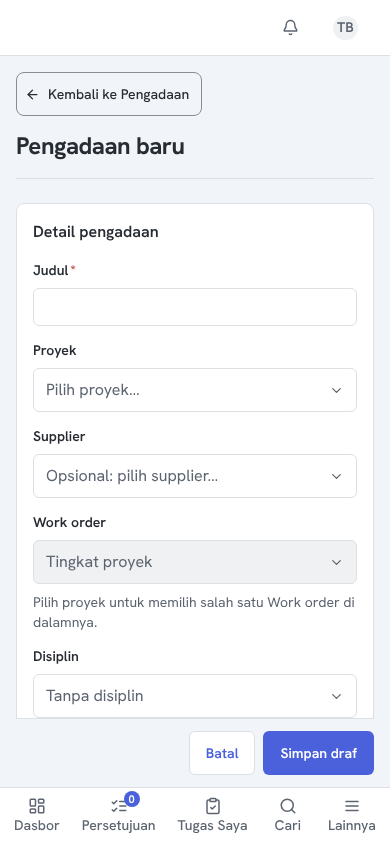 TB
Kembali ke Pengadaan
Pengadaan baru
Detail pengadaan
Judul *
Proyek
Pilih proyek...
Supplier
Opsional: pilih supplier...
Work order
Tingkat proyek
Pilih proyek untuk memilih salah satu Work order di
dalamnya.
Disiplin
Tanpa disiplin
Batal
Simpan draf
0
Dasbor
Persetujuan
Tugas Saya
Cari
Lainnya